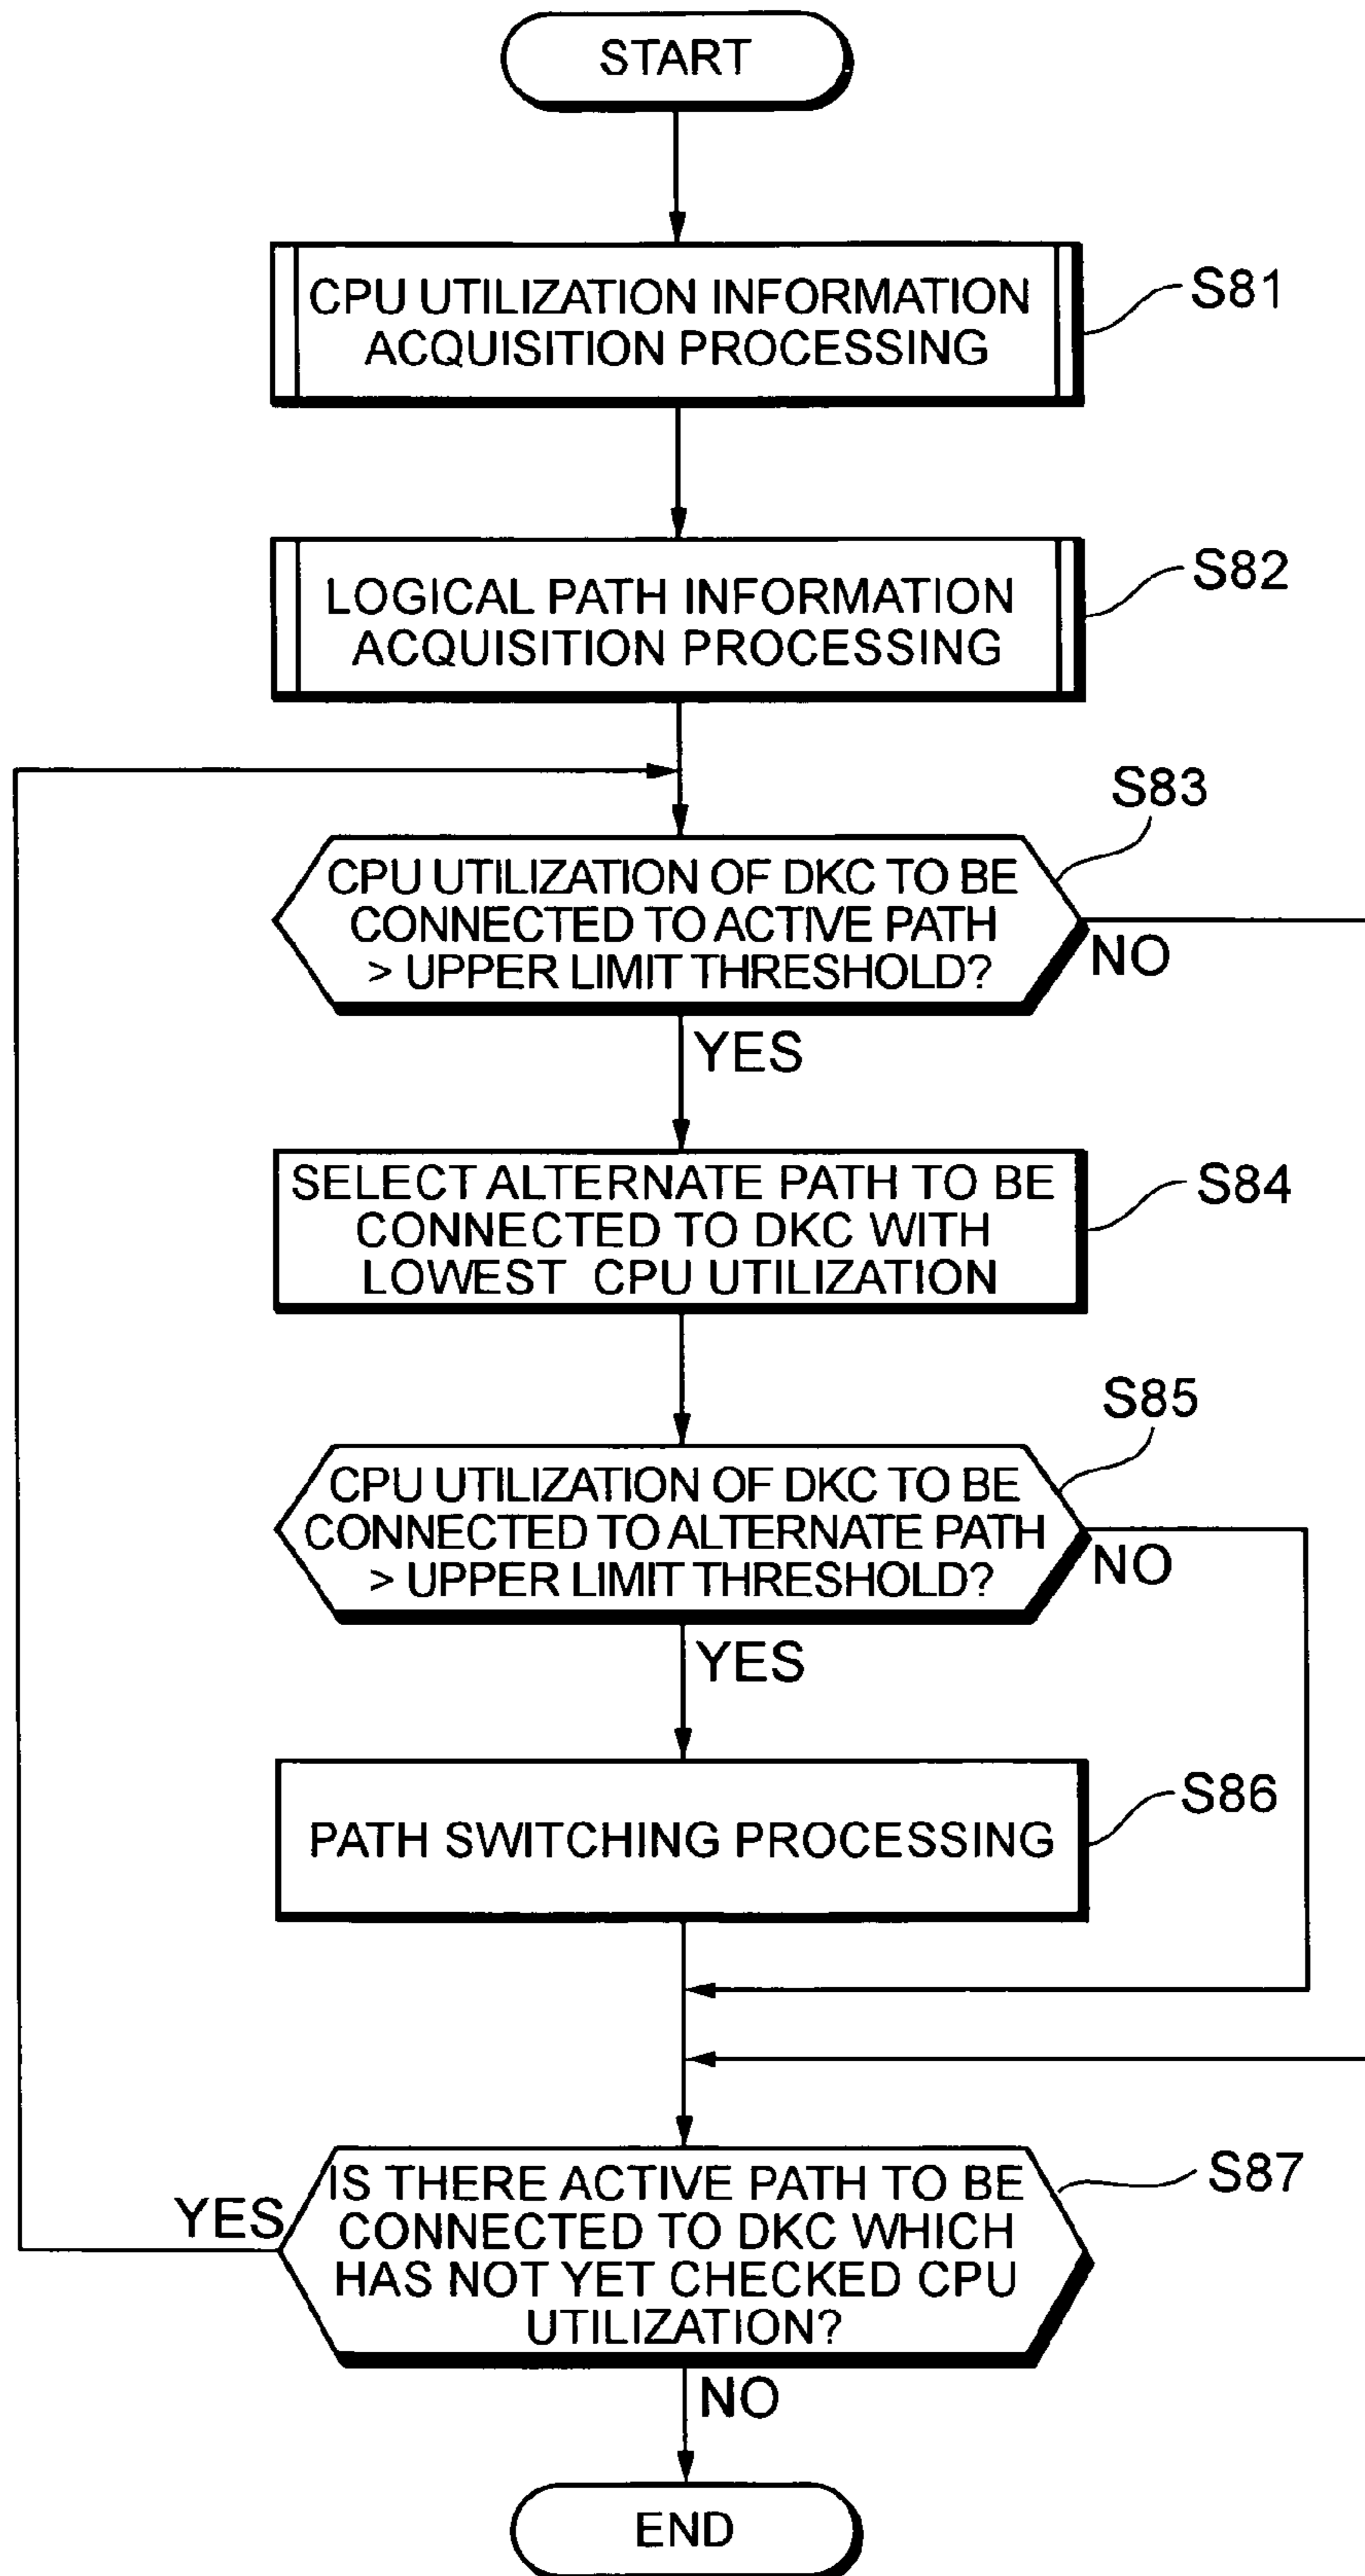 START
CPU UTILIZATION INFORMATION
ACQUISITION PROCESSING
S81
LOGICAL PATH INFORMATION
ACQUISITION PROCESSING
S82
S83
CPU UTILIZATION OF DKC TO BE
CONNECTED TO ACTIVE PATH
> UPPER LIMIT THRESHOLD?
NO
YES
SELECT ALTERNATE PATH TO BE
CONNECTED TO DKC WITH
LOWEST CPU UTILIZATION
S84
S85
CPU UTILIZATION OF DKC TO BE
CONNECTED TO ALTERNATE PATH
> UPPER LIMIT THRESHOLD?
NO
YES
PATH SWITCHING PROCESSING
S86
S87
IS THERE ACTIVE PATH TO BE
CONNECTED TO DKC WHICH
HAS NOT YET CHECKED CPU
UTILIZATION?
YES
NO
END